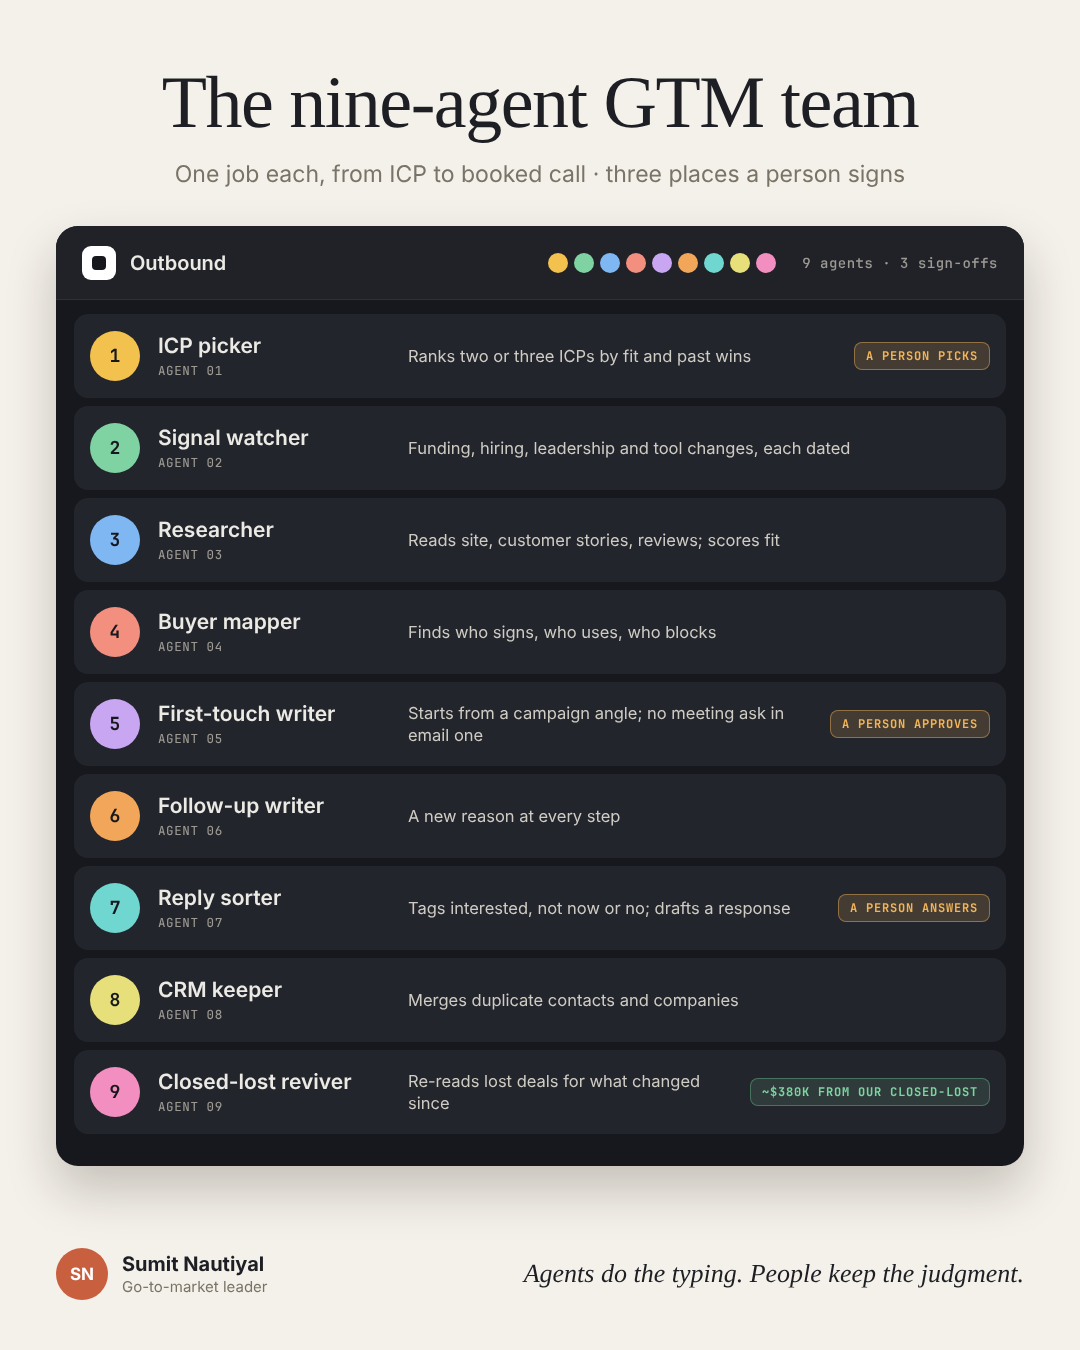 The nine-agent GTM team
One job each, from ICP to booked call · three places a person signs
Outbound
9 agents · 3 sign-offs
1
ICP picker
AGENT 01
Ranks two or three ICPs by fit and past wins
A PERSON PICKS
2
Signal watcher
AGENT 02
Funding, hiring, leadership and tool changes, each dated
3
Researcher
AGENT 03
Reads site, customer stories, reviews; scores fit
4
Buyer mapper
AGENT 04
Finds who signs, who uses, who blocks
5
First-touch writer
AGENT 05
Starts from a campaign angle; no meeting ask in
email one
A PERSON APPROVES
6
Follow-up writer
AGENT 06
A new reason at every step
7
Reply sorter
AGENT 07
Tags interested, not now or no; drafts a response
A PERSON ANSWERS
8
CRM keeper
AGENT 08
Merges duplicate contacts and companies
9
Closed-lost reviver
AGENT 09
Re-reads lost deals for what changed
since
~$380K FROM OUR CLOSED-LOST
SN
Sumit Nautiyal
Go-to-market leader
Agents do the typing. People keep the judgment.